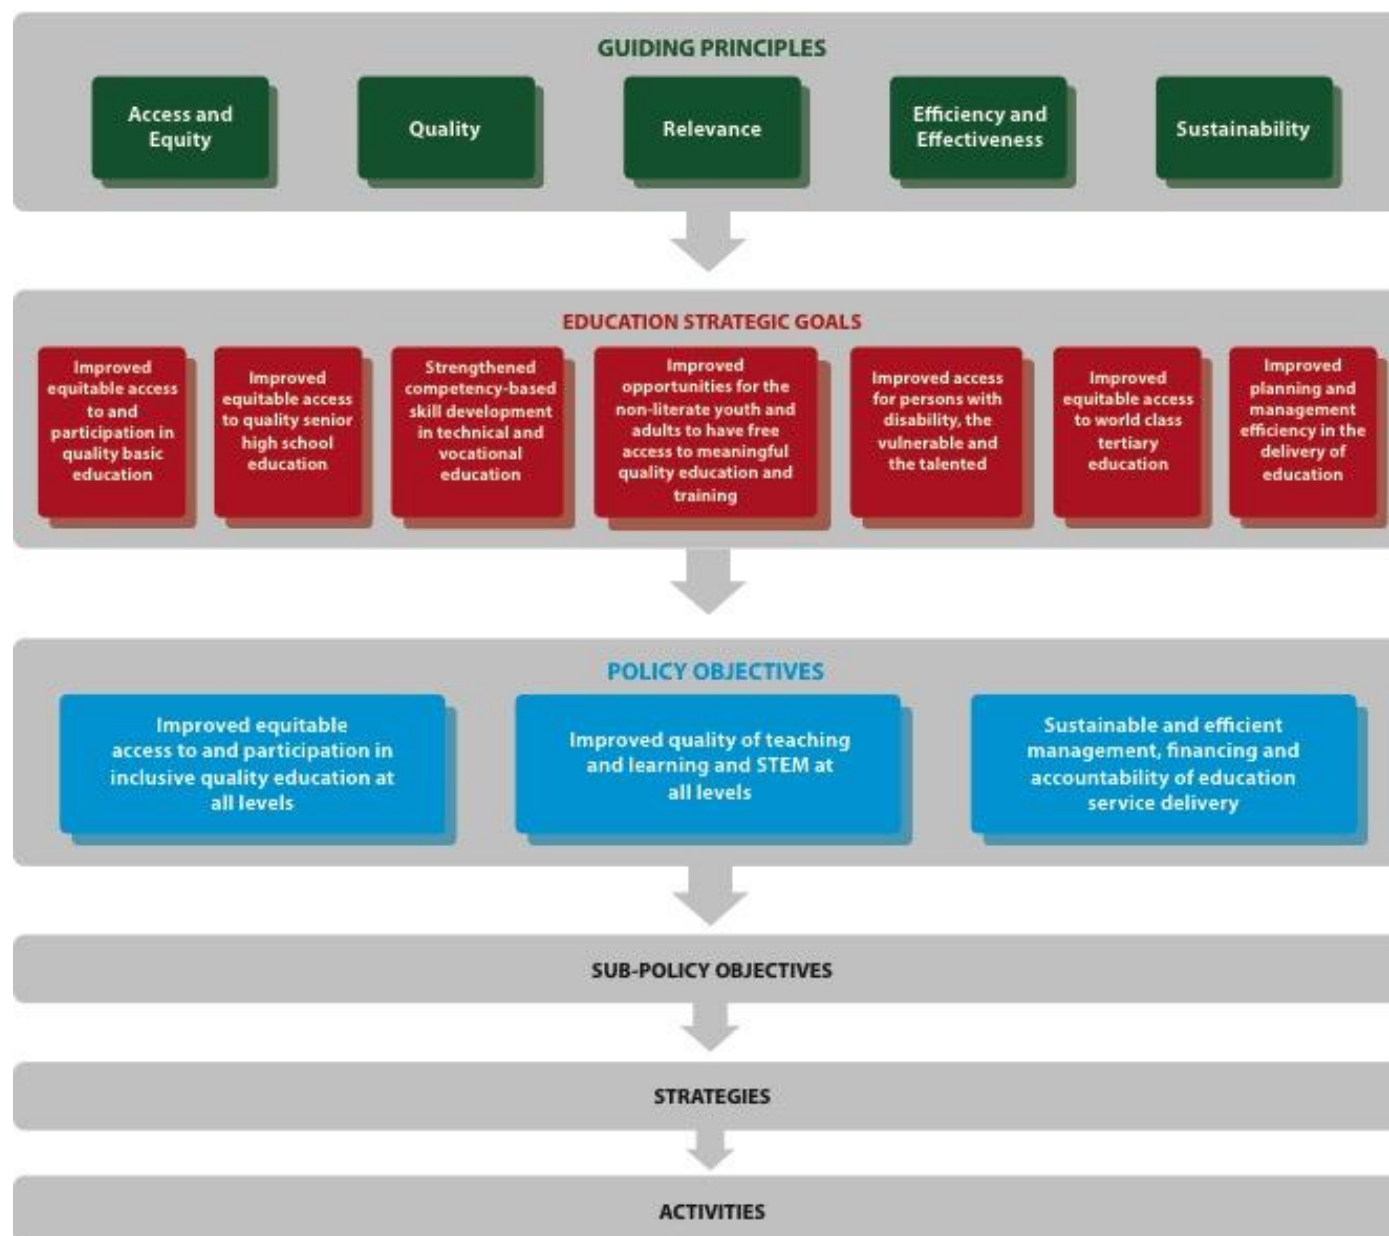 GUIDING PRINCIPLES
Access and
Equity
Quality
Relevance
Efficiency and
Effectiveness
Sustainability
EDUCATION STRATEGIC GOALS
Improved
equitable access
to and
participation in
quality basic
education
Improved
equitable access
to quality senior
high school
education
Strengthened
competency-based
skill development
in technical and
vocational
education
Improved
opportunities for the
non-literate youth and
adults to have free
access to meaningful
quality education and
training
Improved access
for persons with
disability, the
vulnerable and
the talented
Improved
equitable access
to world class
tertiary
education
Improved
planning and
management
efficiency in the
delivery of
education
POLICY OBJECTIVES
Improved equitable
access to and participation in
inclusive quality education at
all levels
Improved quality of teaching
and learning and STEM at
all levels
Sustainable and efficient
management, financing and
accountability of education
service delivery
SUB-POLICY OBJECTIVES
STRATEGIES
ACTIVITIES